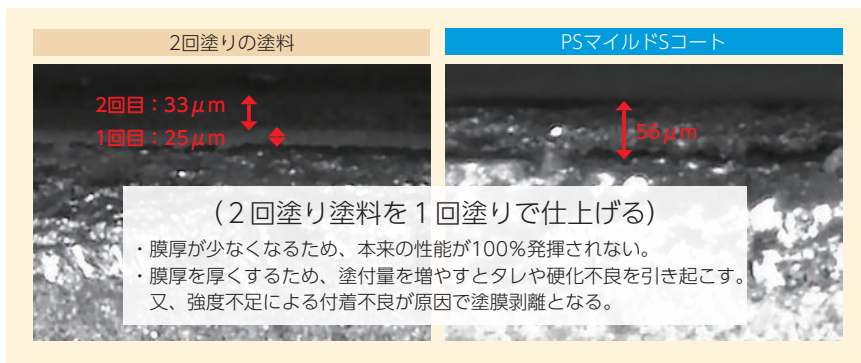 2回塗りの塗料
PSマイルドSコート
2回目：33μm
1回目：25μm
56μm
（２回塗り塗料を１回塗りで仕上げる）
・膜厚が少なくなるため、本来の性能が100%発揮されない。
・膜厚を厚くするため、塗付量を増やすとタレや硬化不良を引き起こす。
又、強度不足による付着不良が原因で塗膜剥離となる。